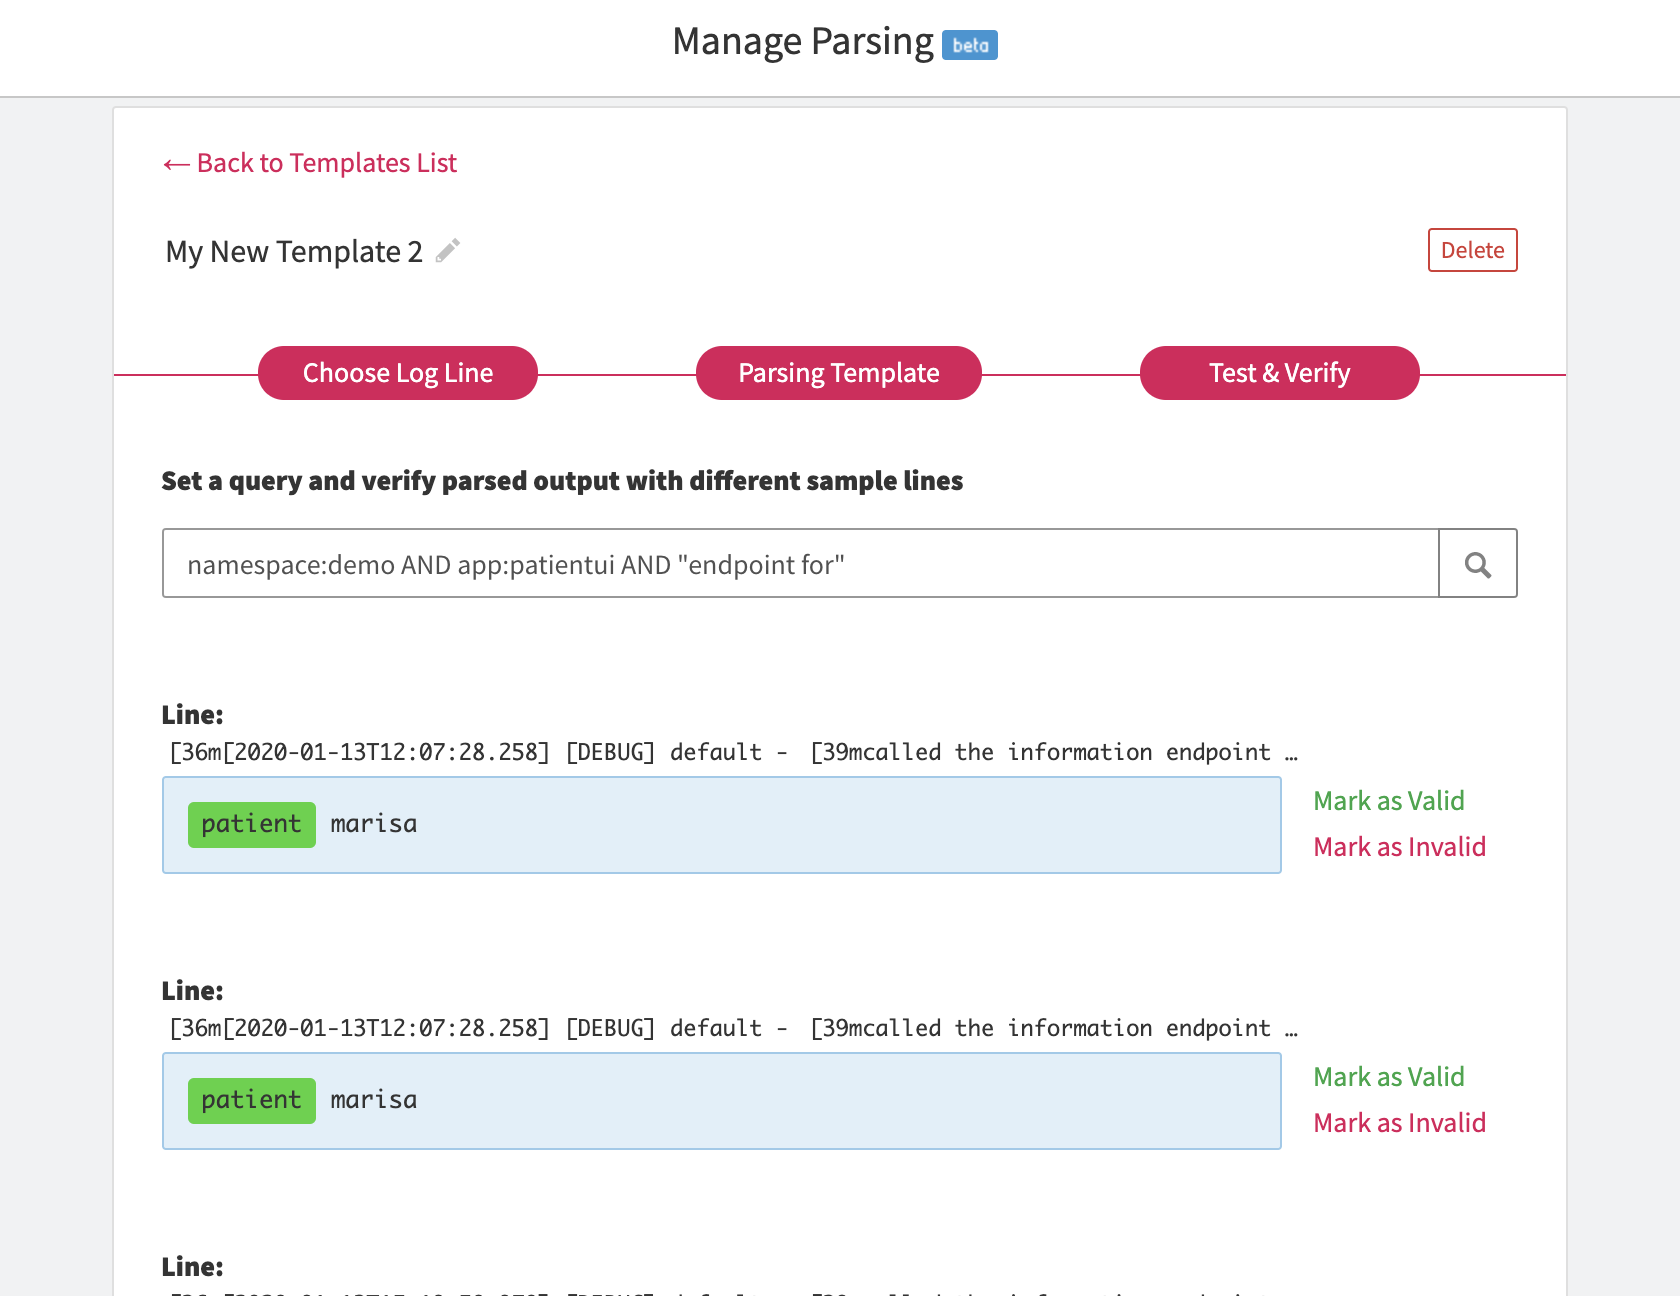 Manage Parsing beta
← Back to Templates List
My New Template 2
Delete
Choose Log Line
Parsing Template
Test & Verify
Set a query and verify parsed output with different sample lines
namespace:demo AND app:patientui AND "endpoint for"
Line:
[36m[2020-01-13T12:07:28.258] [DEBUG] default - [39mcalled the information endpoint …
patient marisa
Mark as Valid
Mark as Invalid
Line:
[36m[2020-01-13T12:07:28.258] [DEBUG] default - [39mcalled the information endpoint …
patient marisa
Mark as Valid
Mark as Invalid
Line: